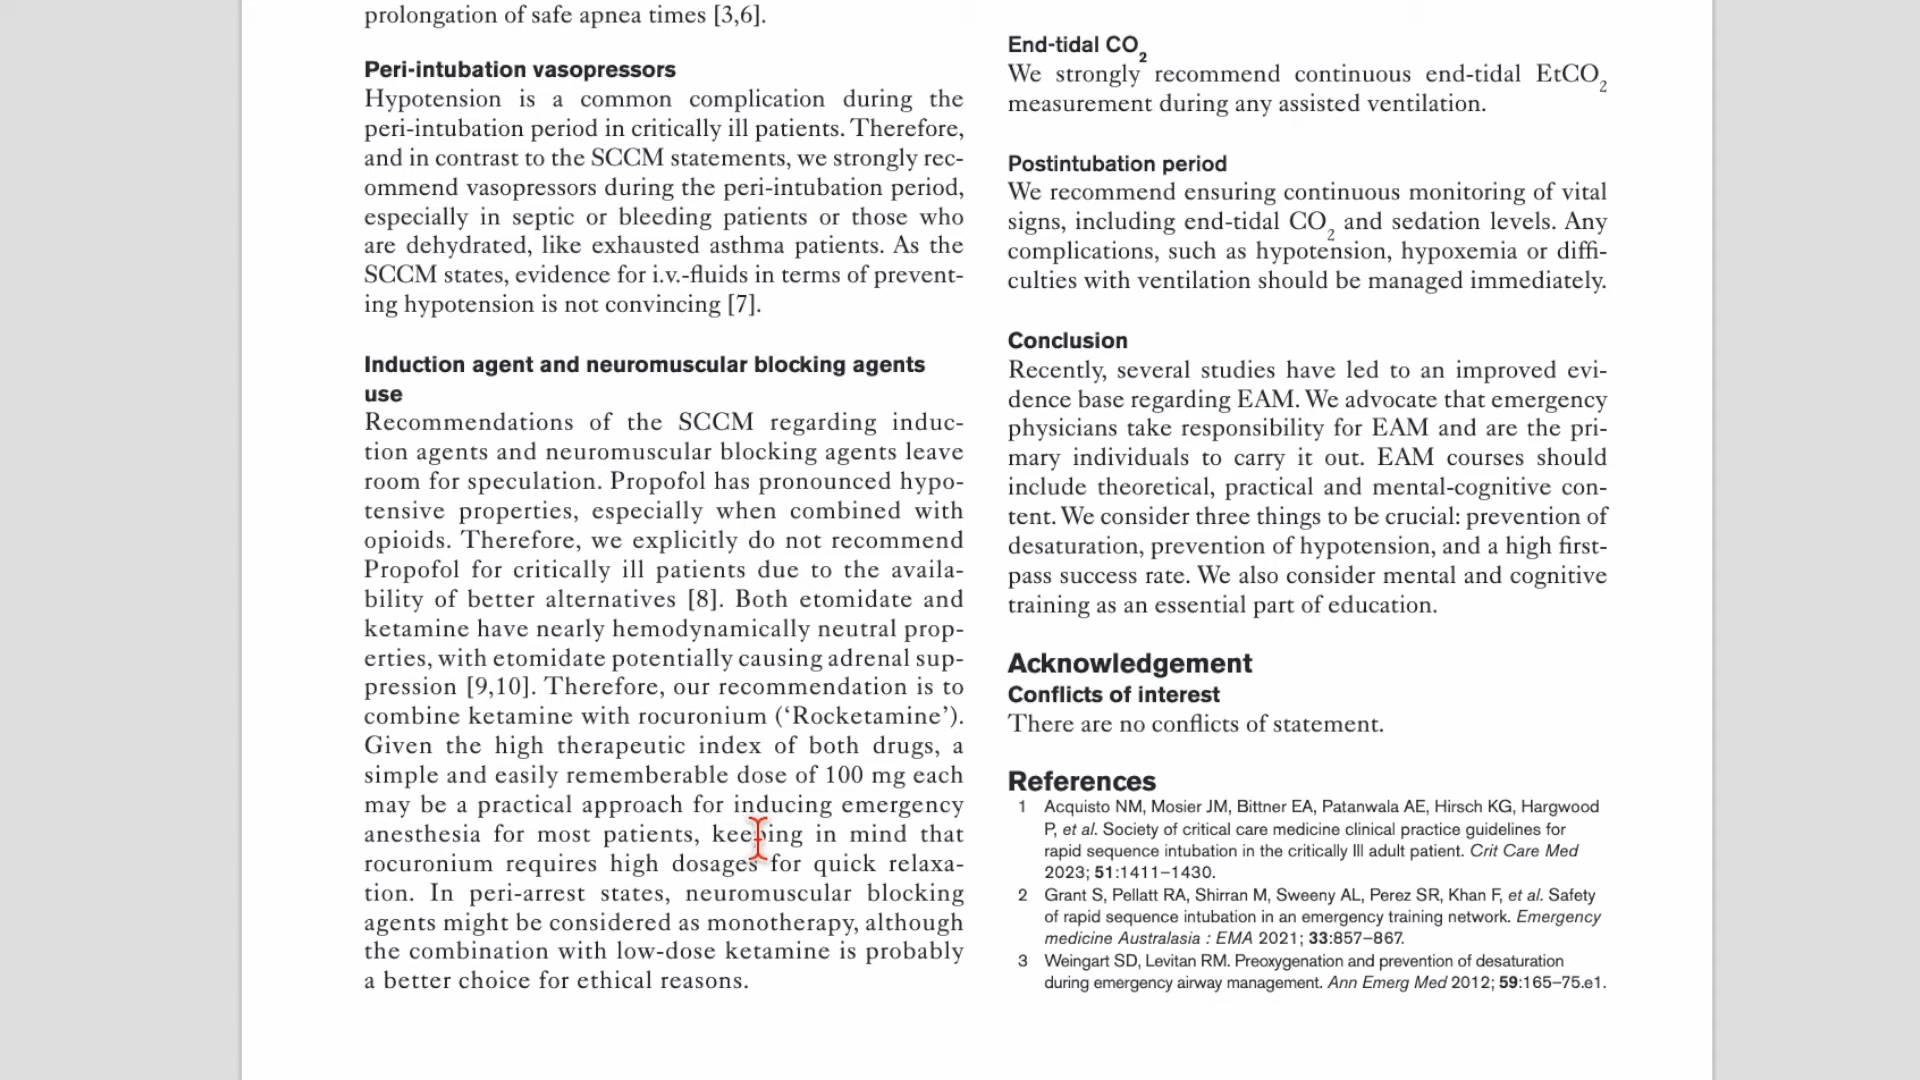 prolongation of safe apnea times [3,6].
Peri-intubation vasopressors
Hypotension is a common complication during the
peri-intubation period in critically ill patients. Therefore,
and in contrast to the SCCM statements, we strongly rec-
ommend vasopressors during the peri-intubation period,
especially in septic or bleeding patients or those who
are dehydrated, like exhausted asthma patients. As the
SCCM states, evidence for i.v.-fluids in terms of prevent-
ing hypotension is not convincing [7].
Induction agent and neuromuscular blocking agents
use
Recommendations of the SCCM regarding induc-
tion agents and neuromuscular blocking agents leave
room for speculation. Propofol has pronounced hypo-
tensive properties, especially when combined with
opioids. Therefore, we explicitly do not recommend
Propofol for critically ill patients due to the availa-
bility of better alternatives [8]. Both etomidate and
ketamine have nearly hemodynamically neutral prop-
erties, with etomidate potentially causing adrenal sup-
pression [9,10]. Therefore, our recommendation is to
combine ketamine with rocuronium (‘Rocketamine’).
Given the high therapeutic index of both drugs, a
simple and easily rememberable dose of 100 mg each
may be a practical approach for inducing emergency
anesthesia for most patients, keeping in mind that
rocuronium requires high dosages for quick relaxa-
tion. In peri-arrest states, neuromuscular blocking
agents might be considered as monotherapy, although
the combination with low-dose ketamine is probably
a better choice for ethical reasons.
End-tidal CO₂
We strongly recommend continuous end-tidal EtCO₂
measurement during any assisted ventilation.
Postintubation period
We recommend ensuring continuous monitoring of vital
signs, including end-tidal CO₂ and sedation levels. Any
complications, such as hypotension, hypoxemia or diffi-
culties with ventilation should be managed immediately.
Conclusion
Recently, several studies have led to an improved evi-
dence base regarding EAM. We advocate that emergency
physicians take responsibility for EAM and are the pri-
mary individuals to carry it out. EAM courses should
include theoretical, practical and mental-cognitive con-
tent. We consider three things to be crucial: prevention of
desaturation, prevention of hypotension, and a high first-
pass success rate. We also consider mental and cognitive
training as an essential part of education.
Acknowledgement
Conflicts of interest
There are no conflicts of statement.
References
1 Acquisto NM, Mosier JM, Bittner EA, Patanwala AE, Hirsch KG, Hargwood
P, et al. Society of critical care medicine clinical practice guidelines for
rapid sequence intubation in the critically Ill adult patient. Crit Care Med
2023; 51:1411–1430.
2 Grant S, Pellatt RA, Shirran M, Sweeny AL, Perez SR, Khan F, et al. Safety
of rapid sequence intubation in an emergency training network. Emergency
medicine Australasia : EMA 2021; 33:857–867.
3 Weingart SD, Levitan RM. Preoxygenation and prevention of desaturation
during emergency airway management. Ann Emerg Med 2012; 59:165–75.e1.